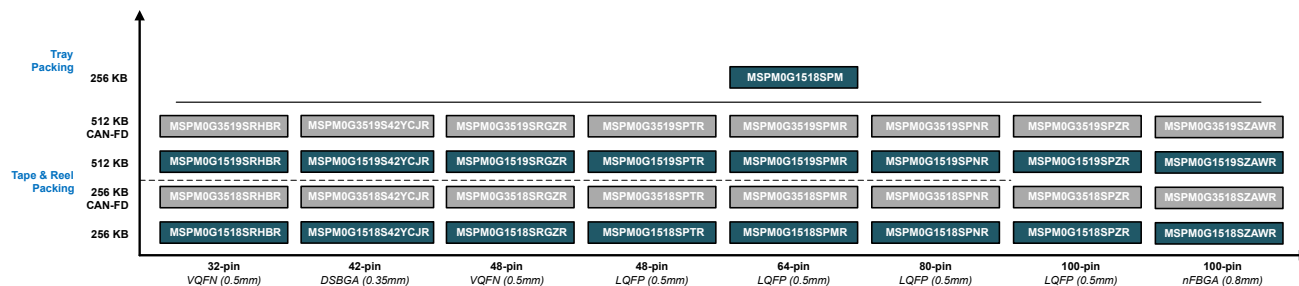 Tray
Packing
256 KB
MSPM0G1518SPM
512 KB
CAN-FD
MSPM0G3519SRHBR MSPM0G3519S42YCJR MSPM0G3519SRGZR MSPM0G3519SPTR MSPM0G3519SPMR MSPM0G3519SPNR MSPM0G3519SPZR MSPM0G3519SZAWR
512 KB
MSPM0G1519SRHBR MSPM0G1519S42YCJR MSPM0G1519SRGZR MSPM0G1519SPTR MSPM0G1519SPMR MSPM0G1519SPNR MSPM0G1519SPZR MSPM0G1519SZAWR
Tape & Reel
Packing
256 KB
CAN-FD
MSPM0G3518SRHBR MSPM0G3518S42YCJR MSPM0G3518SRGZR MSPM0G3518SPTR MSPM0G3518SPMR MSPM0G3518SPNR MSPM0G3518SPZR MSPM0G3518SZAWR
256 KB
MSPM0G1518SRHBR MSPM0G1518S42YCJR MSPM0G1518SRGZR MSPM0G1518SPTR MSPM0G1518SPMR MSPM0G1518SPNR MSPM0G1518SPZR MSPM0G1518SZAWR
32-pin 42-pin 48-pin 48-pin 64-pin 80-pin 100-pin 100-pin
VQFN (0.5mm) DSBGA (0.35mm) VQFN (0.5mm) LQFP (0.5mm) LQFP (0.5mm) LQFP (0.5mm) LQFP (0.5mm) nFBGA (0.8mm)